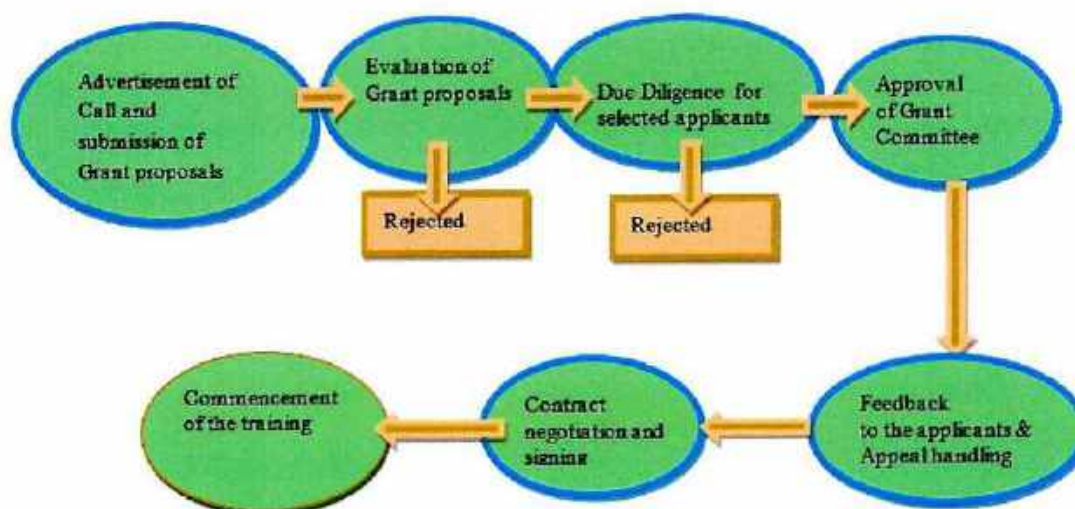 Advertisement of
Call and
submission of
Grant proposals
Evaluation of
Grant proposals
Due Diligence for
selected applicants
Approval
of Grant
Committee
Rejected
Rejected
Commencement
of the training
Contract
negotiation and
signing
Feedback
to the applicants &
Appeal handling